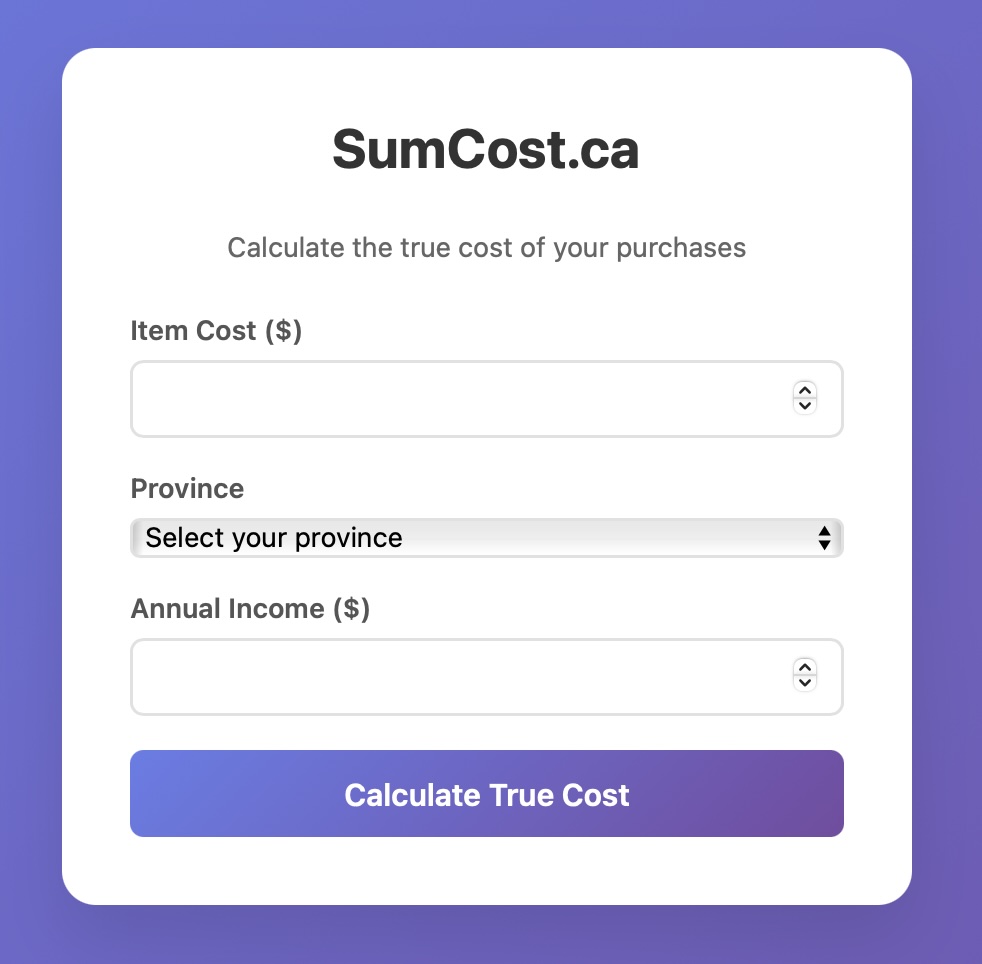 SumCost.ca
Calculate the true cost of your purchases
Item Cost ($)
Province
Select your province
Annual Income ($)
Calculate True Cost